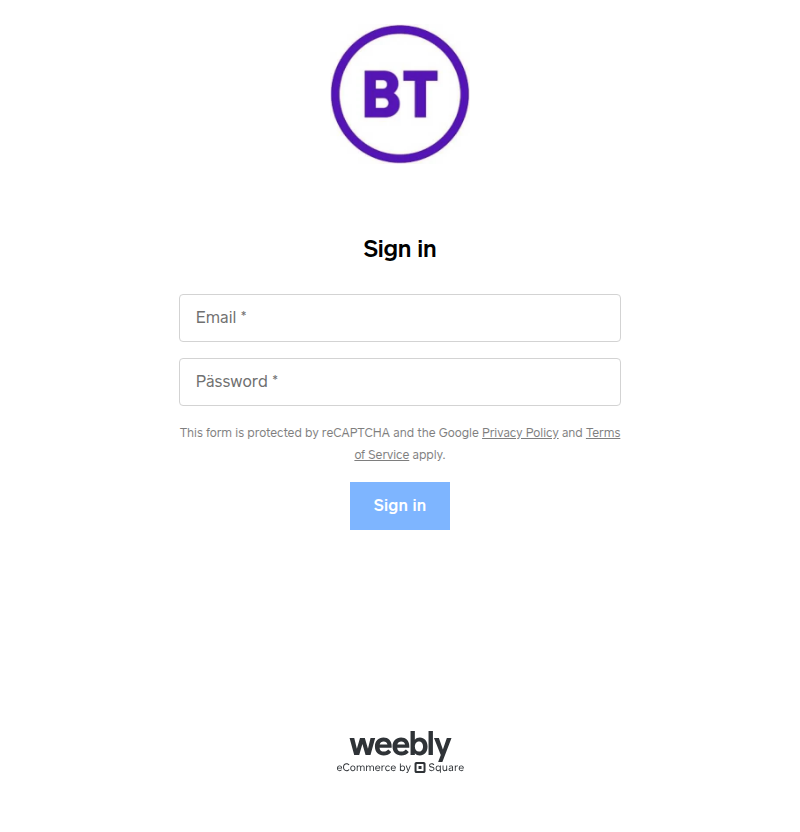 BT
Sign in
Email *
Pässword *
This form is protected by reCAPTCHA and the Google Privacy Policy and Terms
of Service apply.
Sign in
weebly
eCommerce by Square